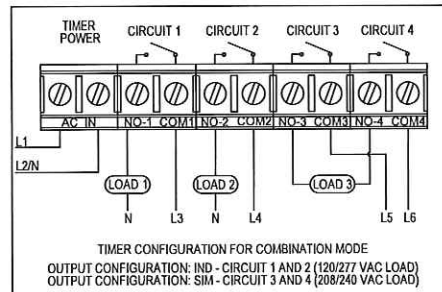 TIMER
POWER
CIRCUIT 1
CIRCUIT 2
CIRCUIT 3
CIRCUIT 4
AC IN NO-1 COM1 NO-2 COM2 NO-3 COM3 NO-4 COM4
L1
L2/N
LOAD 1
LOAD 2
LOAD 3
N L3 N L4 L5 L6
TIMER CONFIGURATION FOR COMBINATION MODE
OUTPUT CONFIGURATION: IND - CIRCUIT 1 AND 2 (120/277 VAC LOAD)
OUTPUT CONFIGURATION: SIM - CIRCUIT 3 AND 4 (208/240 VAC LOAD)